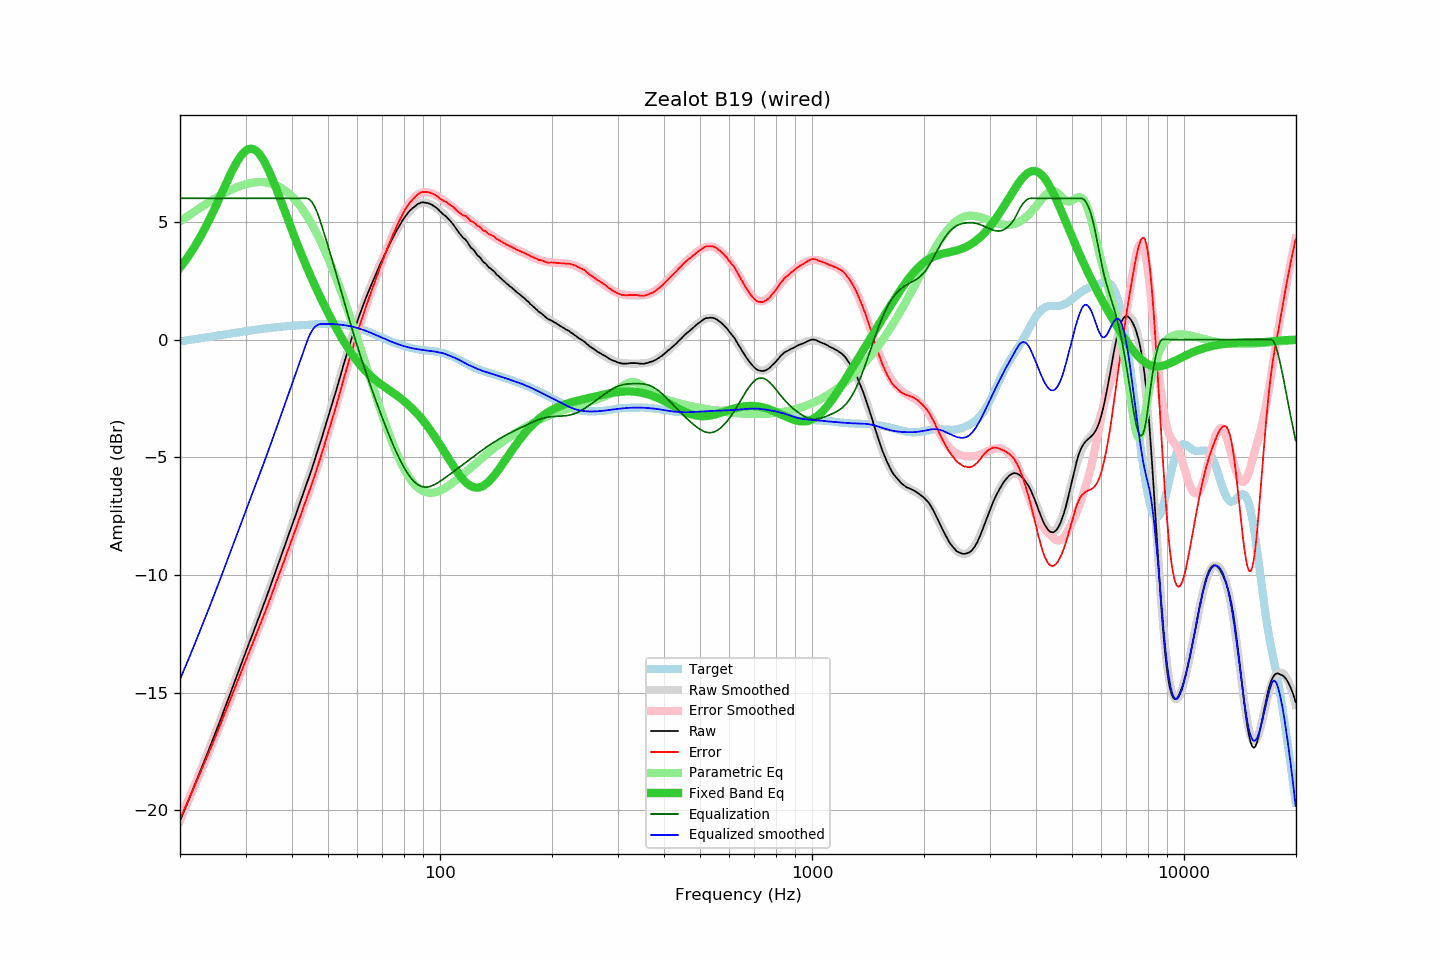 Zealot B19 (wired)
5
0
−5
−10
−15
−20
Amplitude (dBr)
Target
Raw Smoothed
Error Smoothed
Raw
Error
Parametric Eq
Fixed Band Eq
Equalization
Equalized smoothed
100
1000
10000
Frequency (Hz)